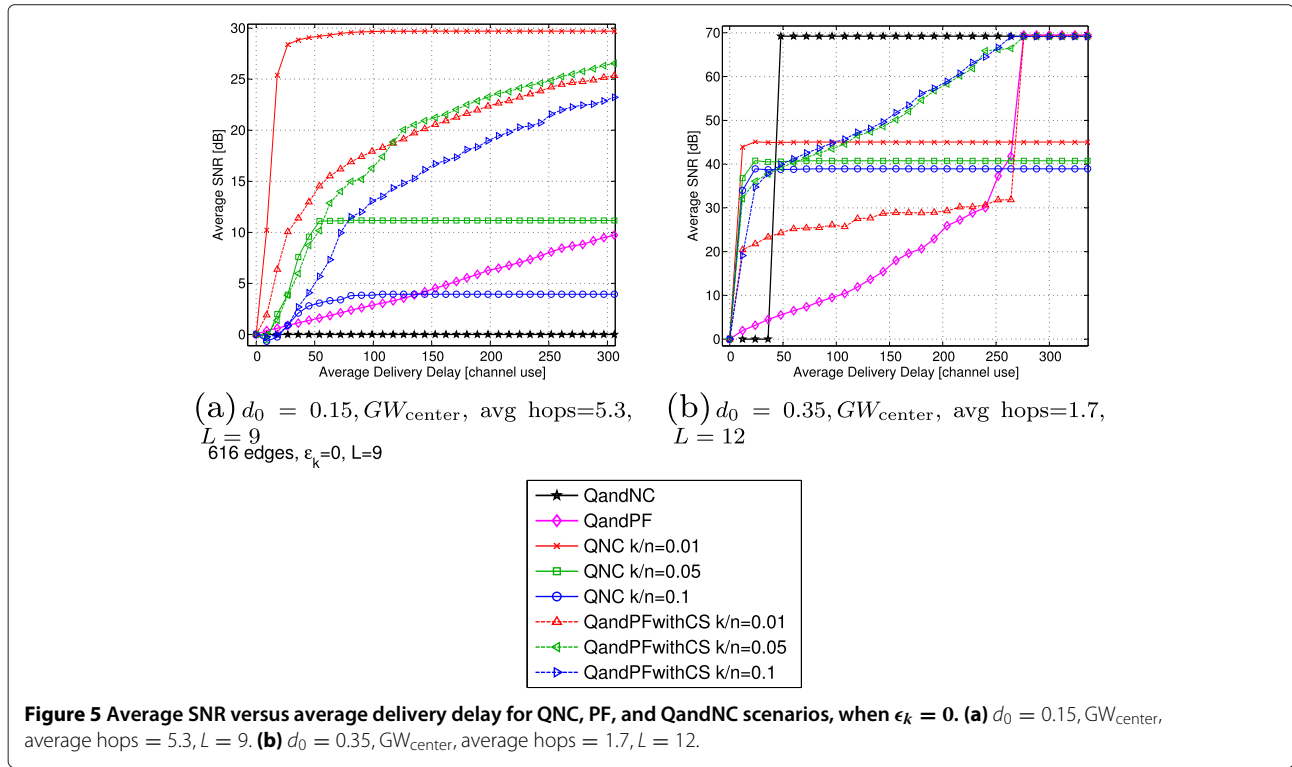 30
25
20
15
10
5
0
0 50 100 150 200 250 300
Average SNR [dB]
Average Delivery Delay [channel use]
70
60
50
40
30
20
10
0
0 50 100 150 200 250 300
Average SNR [dB]
Average Delivery Delay [channel use]
(a) d₀ = 0.15, GW_center, avg hops=5.3,
L = 9
616 edges, ε_k=0, L=9
(b) d₀ = 0.35, GW_center, avg hops=1.7,
L = 12
QandNC
QandPF
QNC k/n=0.01
QNC k/n=0.05
QNC k/n=0.1
QandPFwithCS k/n=0.01
QandPFwithCS k/n=0.05
QandPFwithCS k/n=0.1
Figure 5 Average SNR versus average delivery delay for QNC, PF, and QandNC scenarios, when ϵ_k = 0. (a) d₀ = 0.15, GW_center,
average hops = 5.3, L = 9. (b) d₀ = 0.35, GW_center, average hops = 1.7, L = 12.